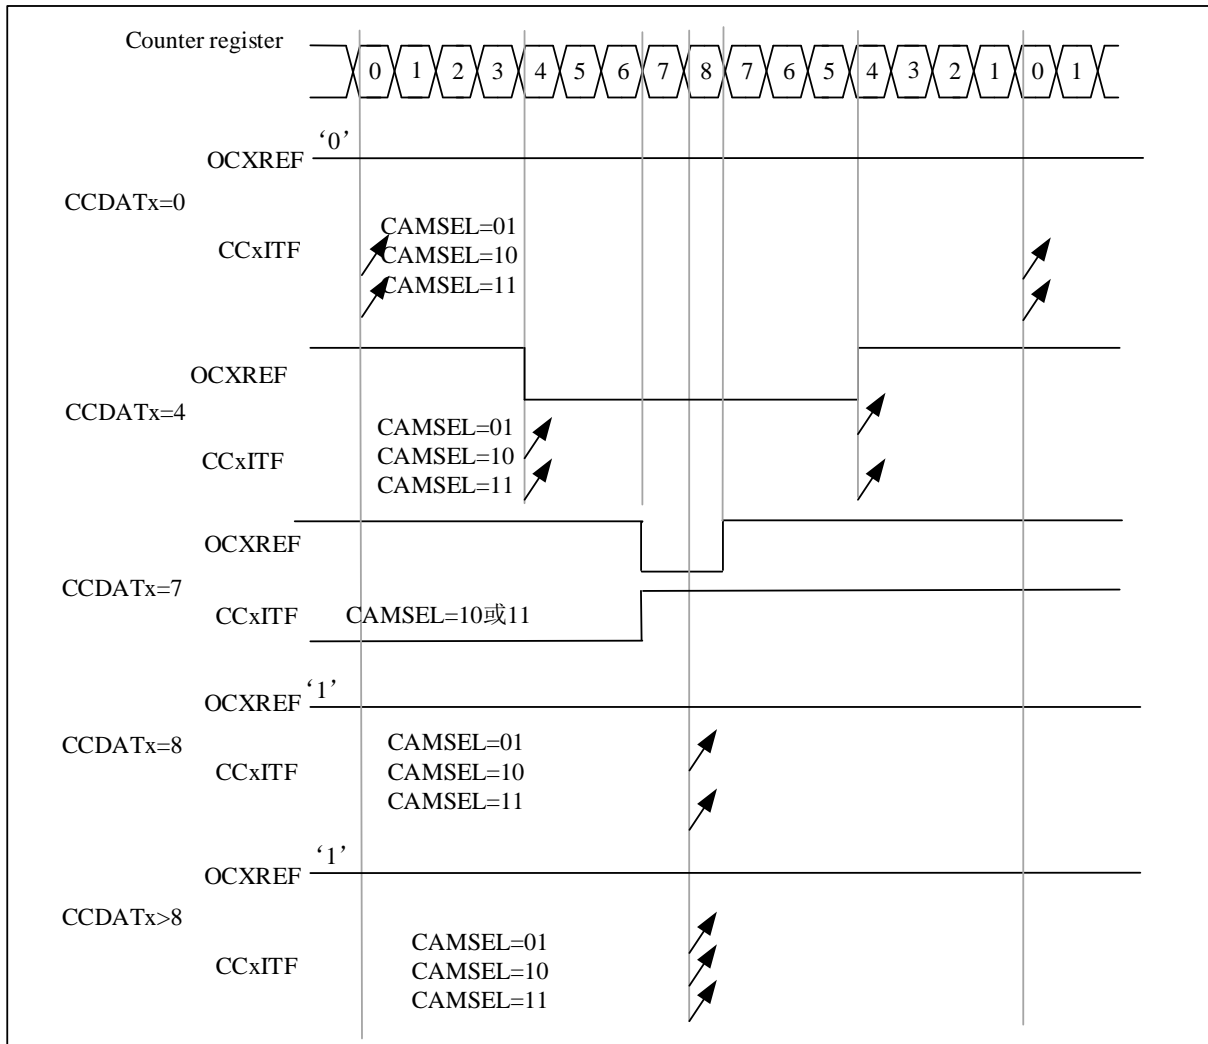 Counter register
0 1 2 3 4 5 6 7 8 7 6 5 4 3 2 1 0 1
‘0’
OCXREF
CCDATx=0
CAMSEL=01
CCxITF
CAMSEL=10
CAMSEL=11
OCXREF
CCDATx=4
CAMSEL=01
CCxITF
CAMSEL=10
CAMSEL=11
OCXREF
CCDATx=7
CCxITF CAMSEL=10或11
‘1’
OCXREF
CCDATx=8
CAMSEL=01
CCxITF
CAMSEL=10
CAMSEL=11
‘1’
OCXREF
CCDATx>8
CAMSEL=01
CCxITF
CAMSEL=10
CAMSEL=11